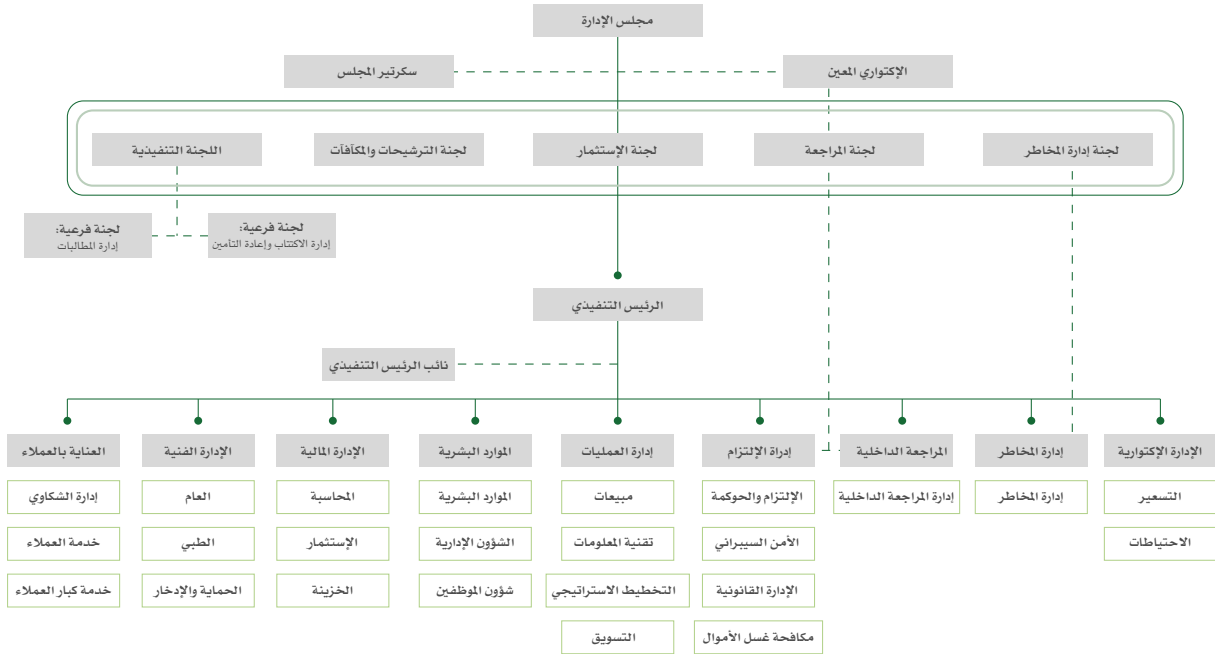 مجلس الإدارة
الإكتواري المعين
سكرتير المجلس
لجنة إدارة المخاطر
لجنة المراجعة
لجنة الإستثمار
لجنة الترشيحات والمكآفآت
اللجنة التنفيذية
لجنة فرعية:
إدارة الاكتتاب وإعادة التأمين
لجنة فرعية:
إدارة المطالبات
الرئيس التنفيذي
نائب الرئيس التنفيذي
الإدارة الإكتوارية
إدارة المخاطر
المراجعة الداخلية
إدراة الإلتزام
إدارة العمليات
الموارد البشرية
الإدارة المالية
الإدارة الفنية
العناية بالعملاء
التسعير
إدارة المخاطر
إدارة المراجعة الداخلية
الإلتزام والحوكمة
مبيعات
الموارد البشرية
المحاسبة
العام
إدارة الشكاوي
الاحتياطات
الأمن السيبراني
تقنية المعلومات
الشؤون الإدارية
الإستثمار
الطبي
خدمة العملاء
الإدارة القانونية
التخطيط الاستراتيجي
شؤون الموظفين
الخزينة
الحماية والإدخار
خدمة كبار العملاء
مكافحة غسل الأموال
التسويق